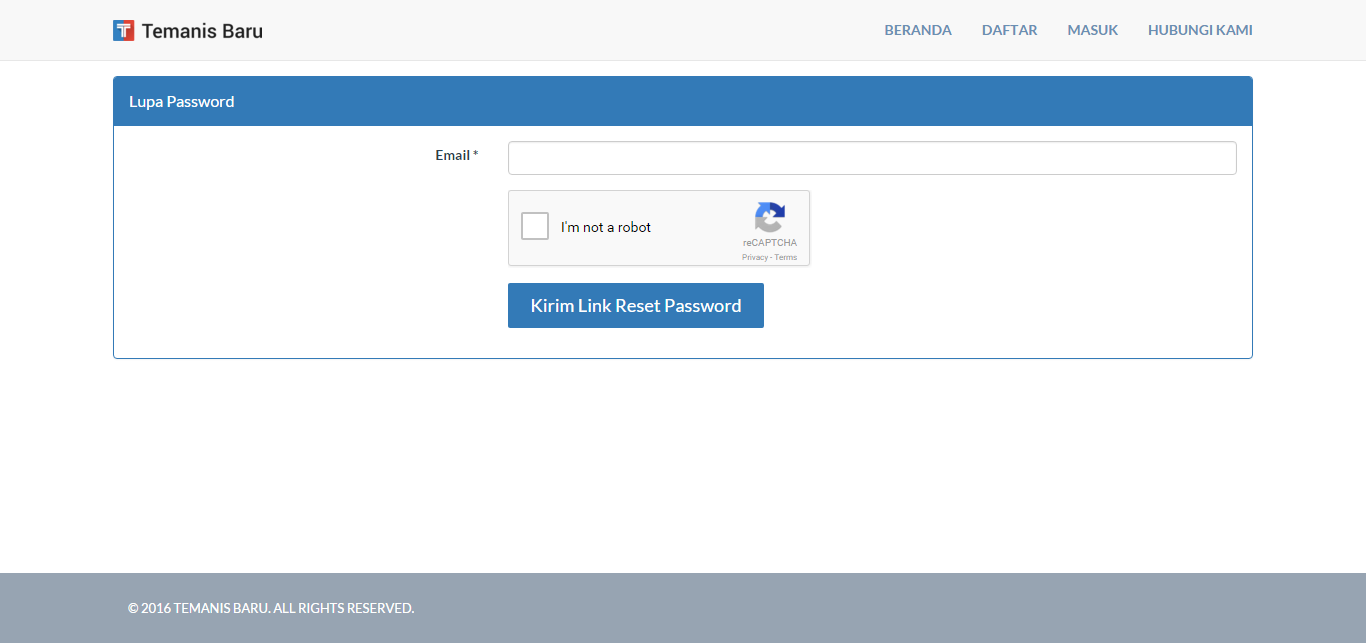 Temanis Baru
BERANDA DAFTAR MASUK HUBUNGI KAMI
Lupa Password
Email *
I'm not a robot
reCAPTCHA
Privacy - Terms
Kirim Link Reset Password
© 2016 TEMANIS BARU. ALL RIGHTS RESERVED.